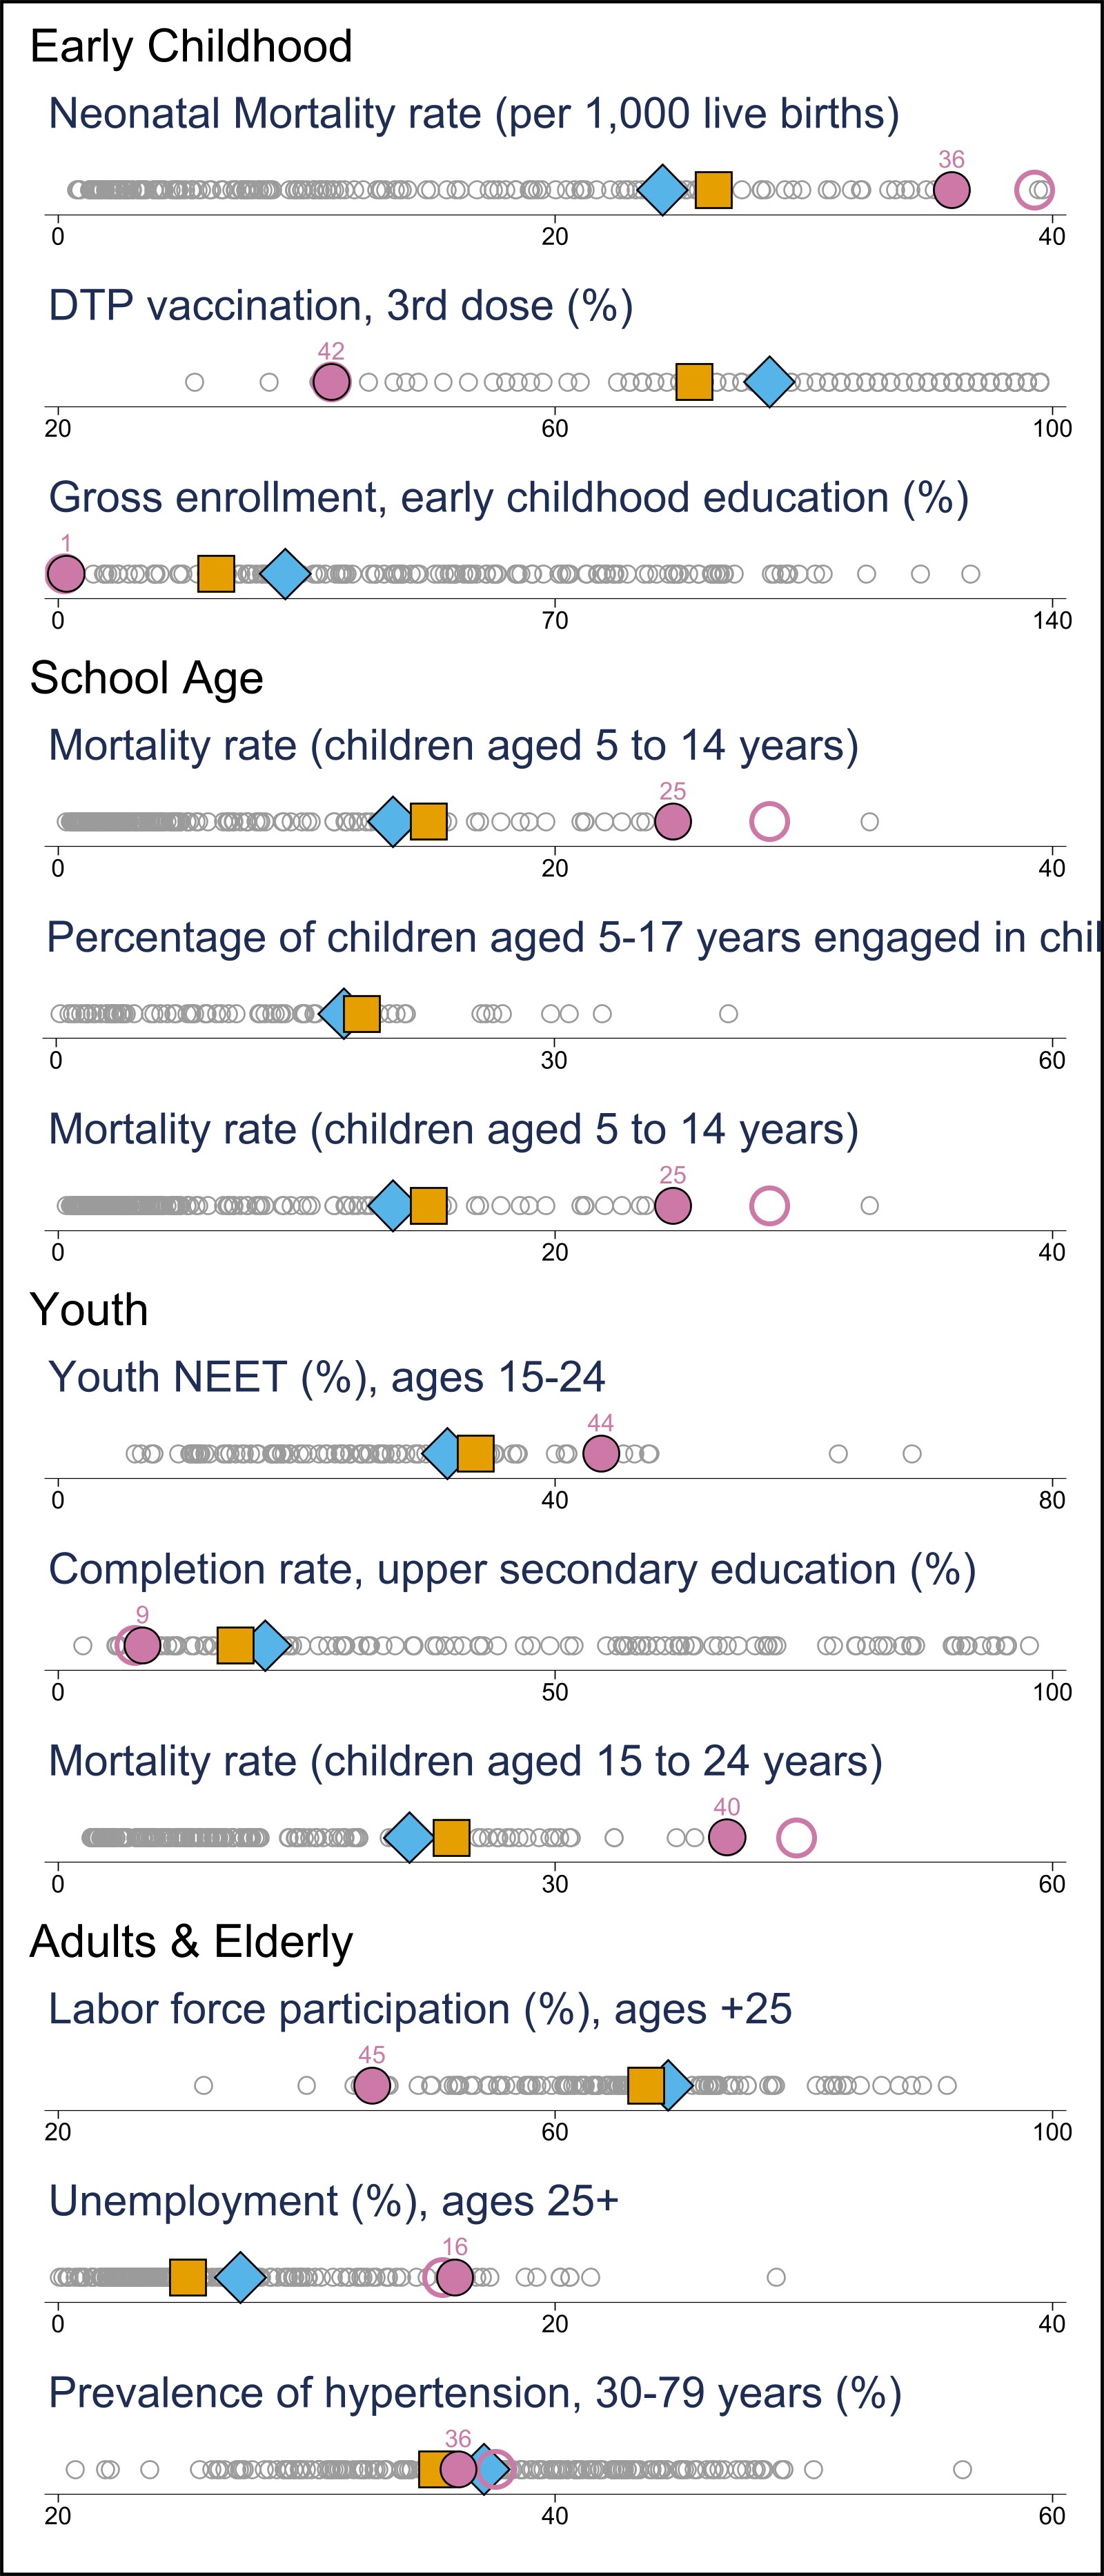 Early Childhood
Neonatal Mortality rate (per 1,000 live births)
36
0 20 40
DTP vaccination, 3rd dose (%)
42
20 60 100
Gross enrollment, early childhood education (%)
1
0 70 140
School Age
Mortality rate (children aged 5 to 14 years)
25
0 20 40
Percentage of children aged 5-17 years engaged in chil
0 30 60
Mortality rate (children aged 5 to 14 years)
25
0 20 40
Youth
Youth NEET (%), ages 15-24
44
0 40 80
Completion rate, upper secondary education (%)
9
0 50 100
Mortality rate (children aged 15 to 24 years)
40
0 30 60
Adults & Elderly
Labor force participation (%), ages +25
45
20 60 100
Unemployment (%), ages 25+
16
0 20 40
Prevalence of hypertension, 30-79 years (%)
36
20 40 60